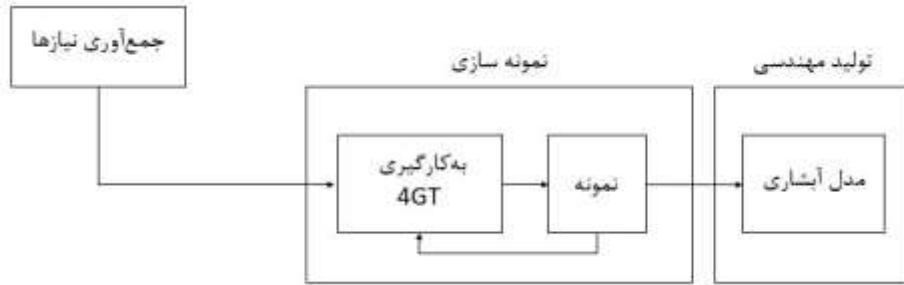 جمع‌آوری نیازها
تولید مهندسی
نمونه سازی
به‌کارگیری
4GT
نمونه
مدل آبشاری